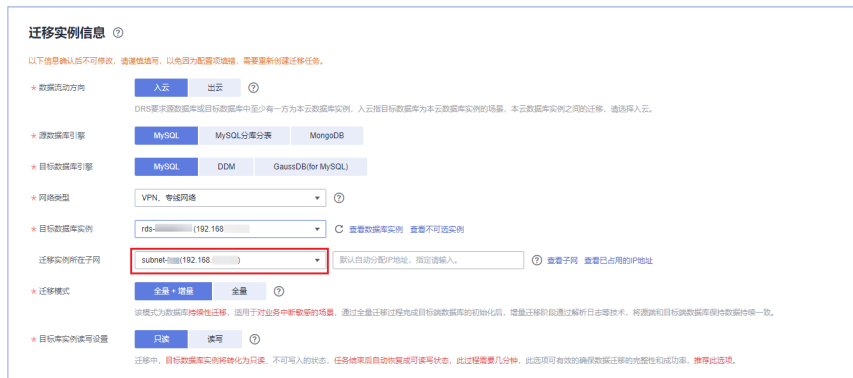 迁移实例信息 ?
以下信息确认后不可修改，请谨慎填写，以免因为配置项填错，需要重新创建迁移任务。
* 数据流动方向 入云 出云 ?
DRS要求源数据库或目标数据库中至少有一方为本云数据库实例，入云指目标数据库为本云数据库实例的场景，本云数据库实例之间的迁移，请选择入云。
* 源数据库引擎 MySQL MySQL分库分表 MongoDB
* 目标数据库引擎 MySQL DDM GaussDB(for MySQL)
* 网络类型 VPN、专线网络 ?
* 目标数据库实例 rds- (192.168 查看数据库实例 查看不可选实例
迁移实例所在子网 subnet- (192.168. ) 默认自动分配IP地址，指定请输入。 ? 查看子网 查看已占用的IP地址
* 迁移模式 全量+增量 全量 ?
该模式为数据库持续性迁移，适用于对业务中断敏感的场景，通过全量迁移过程完成目标端数据库的初始化后，增量迁移阶段通过解析日志等技术，将源端和目标端数据库保持数据持续一致。
* 目标库实例读写设置 只读 读写 ?
迁移中，目标数据库实例将转化为只读、不可写入的状态，任务结束后自动恢复成可读写状态，此过程需要几分钟，此选项可有效的确保数据迁移的完整性和成功率，推荐此选项。